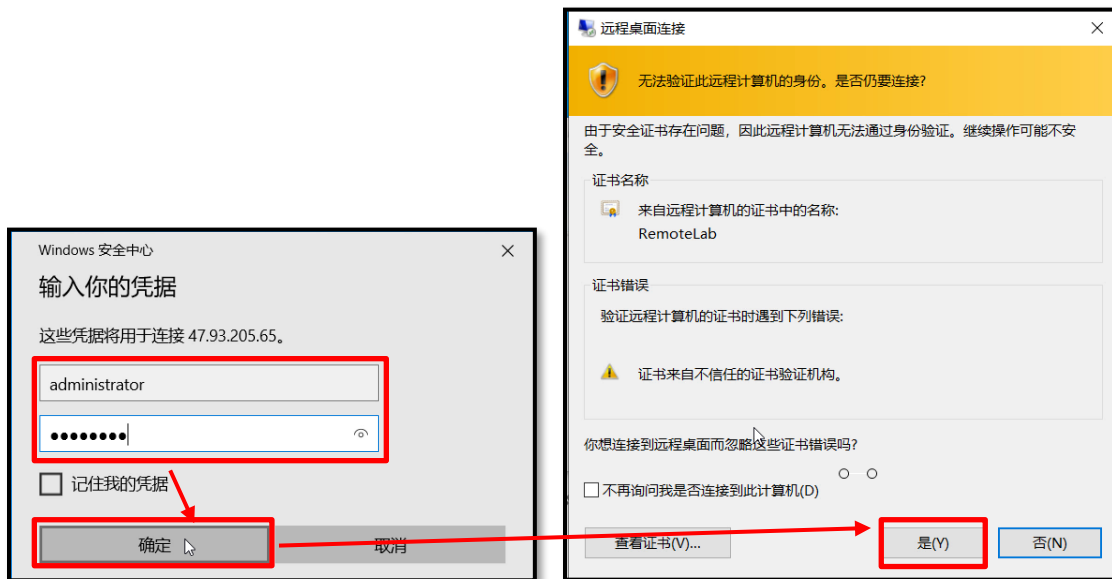 Windows 安全中心
输入你的凭据
这些凭据将用于连接 47.93.205.65。
administrator
••••••••
记住我的凭据
确定
取消
远程桌面连接
无法验证此远程计算机的身份。是否仍要连接?
由于安全证书存在问题，因此远程计算机无法通过身份验证。继续操作可能不安
全。
证书名称
来自远程计算机的证书中的名称:
RemoteLab
证书错误
验证远程计算机的证书时遇到下列错误:
证书来自不信任的证书验证机构。
你想连接到远程桌面而忽略这些证书错误吗?
不再询问我是否连接到此计算机(D)
查看证书(V)...
是(Y)
否(N)